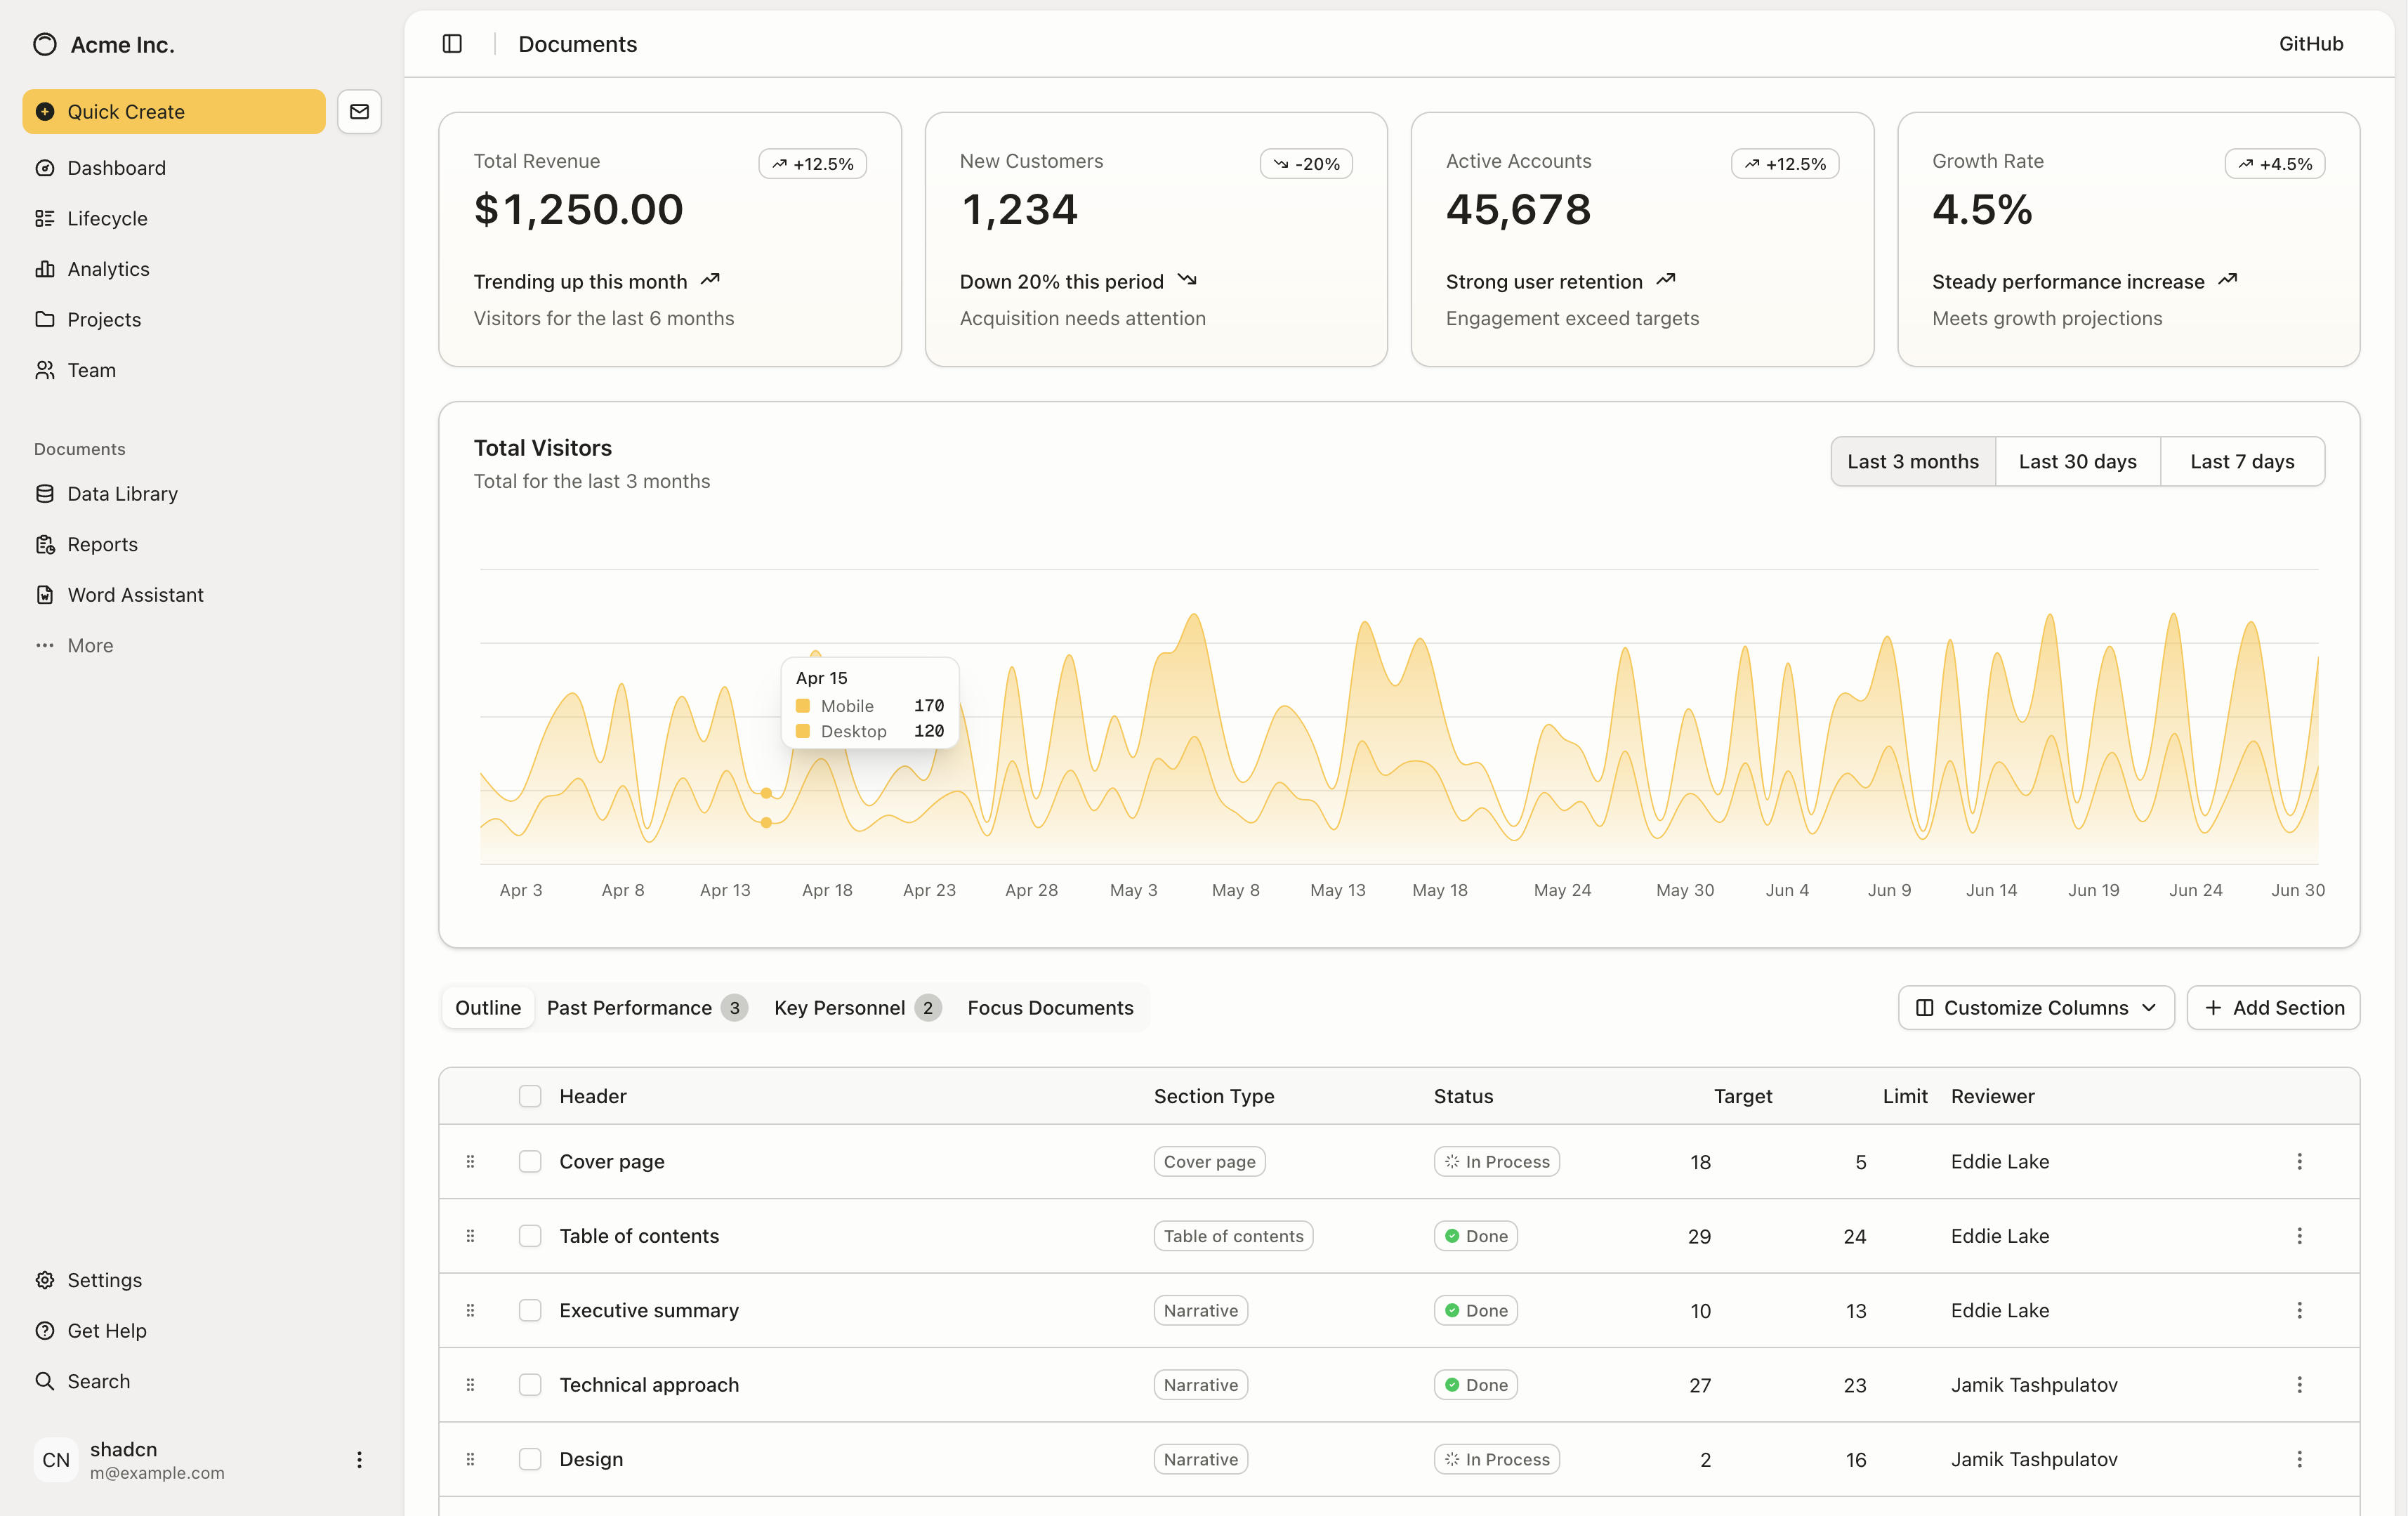 Acme Inc.
Quick Create
Dashboard
Lifecycle
Analytics
Projects
Team
Documents
Data Library
Reports
Word Assistant
More
Settings
Get Help
Search
CN
shadcn
m@example.com
Documents
GitHub
Total Revenue
+12.5%
$1,250.00
Trending up this month
Visitors for the last 6 months
New Customers
-20%
1,234
Down 20% this period
Acquisition needs attention
Active Accounts
+12.5%
45,678
Strong user retention
Engagement exceed targets
Growth Rate
+4.5%
4.5%
Steady performance increase
Meets growth projections
Total Visitors
Total for the last 3 months
Last 3 months Last 30 days Last 7 days
Apr 15
Mobile 170
Desktop 120
Apr 3 Apr 8 Apr 13 Apr 18 Apr 23 Apr 28 May 3 May 8 May 13 May 18 May 24 May 30 Jun 4 Jun 9 Jun 14 Jun 19 Jun 24 Jun 30
Outline Past Performance 3 Key Personnel 2 Focus Documents
Customize Columns Add Section
Header Section Type Status Target Limit Reviewer
Cover page Cover page In Process 18 5 Eddie Lake
Table of contents Table of contents Done 29 24 Eddie Lake
Executive summary Narrative Done 10 13 Eddie Lake
Technical approach Narrative Done 27 23 Jamik Tashpulatov
Design Narrative In Process 2 16 Jamik Tashpulatov